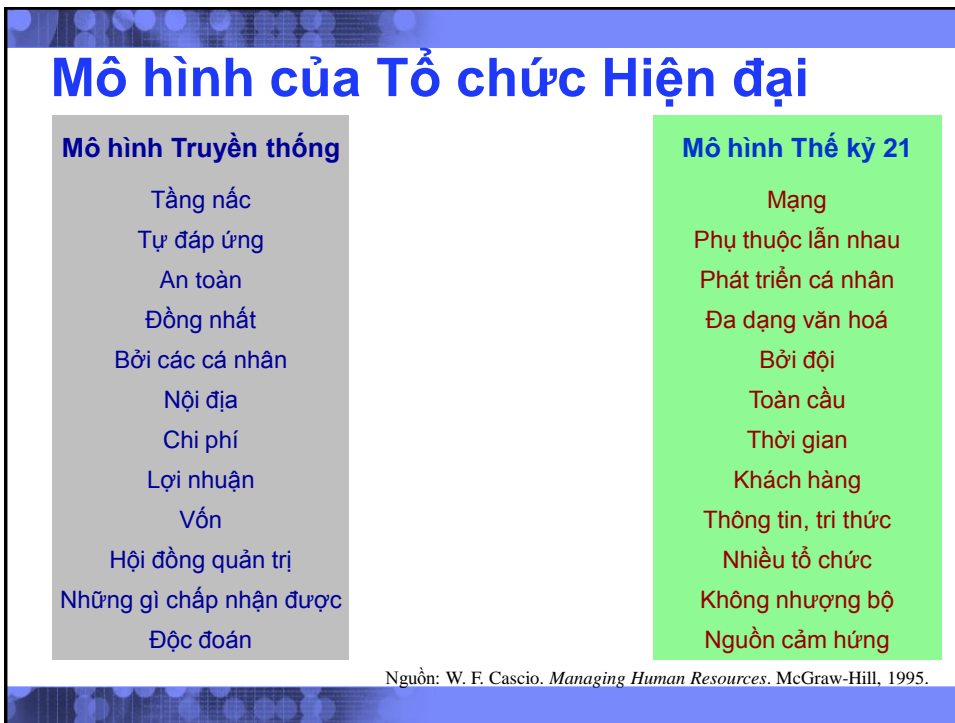 Mô hình của Tổ chức Hiện đại
Mô hình Truyền thống
Tầng nấc
Tự đáp ứng
An toàn
Đồng nhất
Bởi các cá nhân
Nội địa
Chi phí
Lợi nhuận
Vốn
Hội đồng quản trị
Những gì chấp nhận được
Độc đoán
Mô hình Thế kỷ 21
Mạng
Phụ thuộc lẫn nhau
Phát triển cá nhân
Đa dạng văn hoá
Bởi đội
Toàn cầu
Thời gian
Khách hàng
Thông tin, tri thức
Nhiều tổ chức
Không nhượng bộ
Nguồn cảm hứng
Nguồn: W. F. Cascio. Managing Human Resources. McGraw-Hill, 1995.